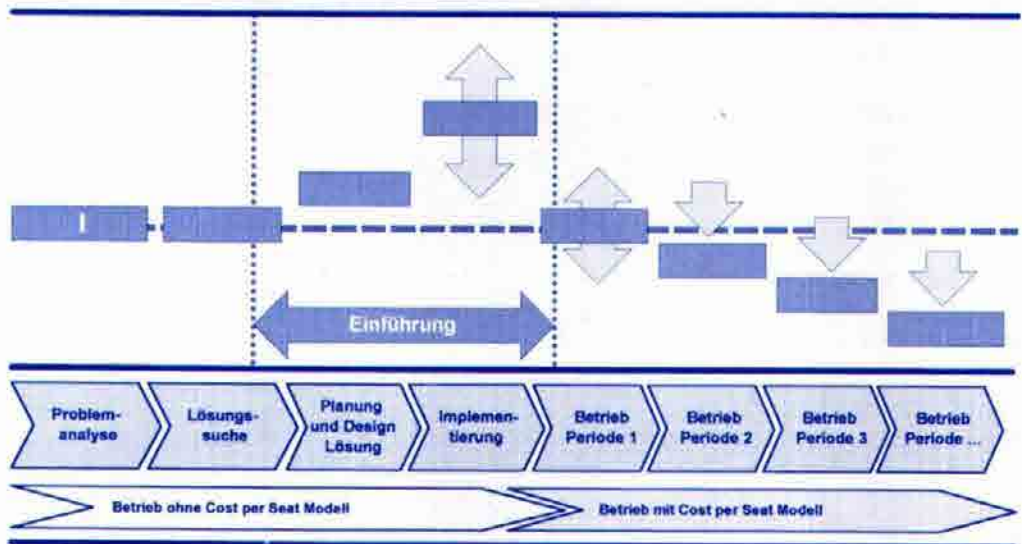 I
Einführung
Problem-
analyse
Lösungs-
suche
Planung
und Design
Lösung
Implemen-
tierung
Betrieb
Periode 1
Betrieb
Periode 2
Betrieb
Periode 3
Betrieb
Periode ...
Betrieb ohne Cost per Seat Modell
Betrieb mit Cost per Seat Modell